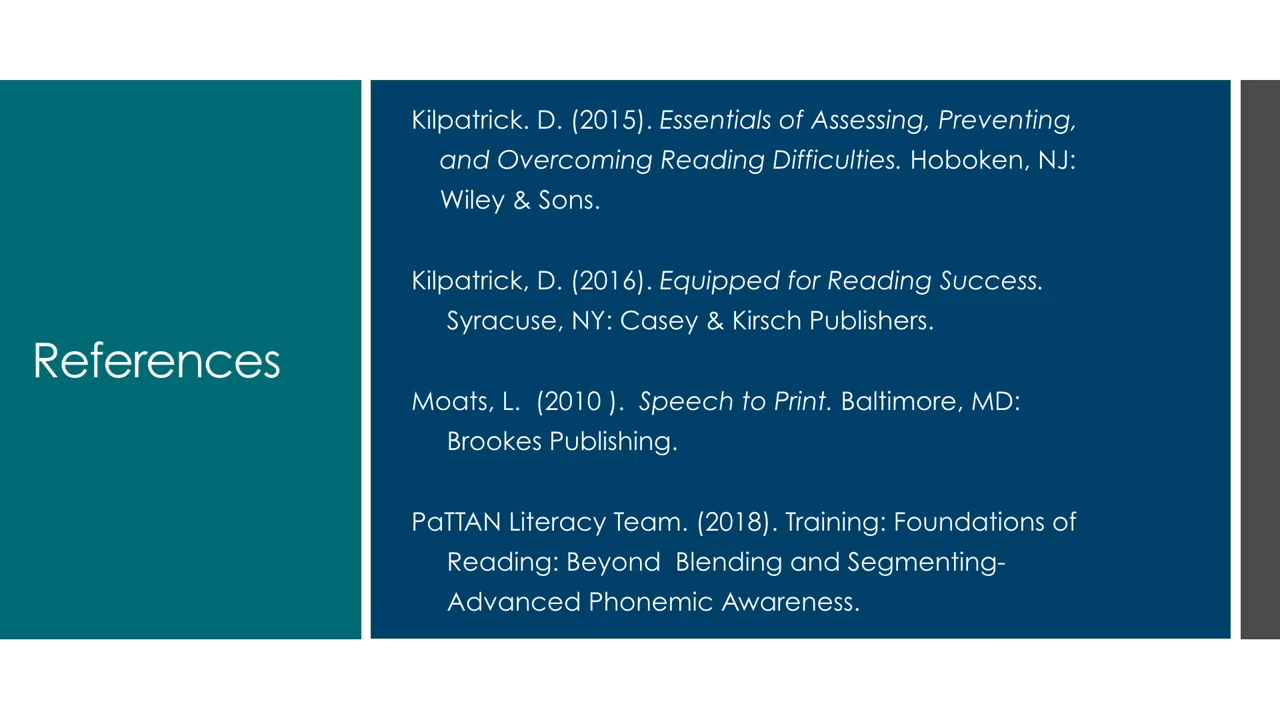 References
Kilpatrick. D. (2015). Essentials of Assessing, Preventing,
and Overcoming Reading Difficulties. Hoboken, NJ:
Wiley & Sons.
Kilpatrick, D. (2016). Equipped for Reading Success.
Syracuse, NY: Casey & Kirsch Publishers.
Moats, L.  (2010 ).  Speech to Print. Baltimore, MD:
Brookes Publishing.
PaTTAN Literacy Team. (2018). Training: Foundations of
Reading: Beyond  Blending and Segmenting-
Advanced Phonemic Awareness.